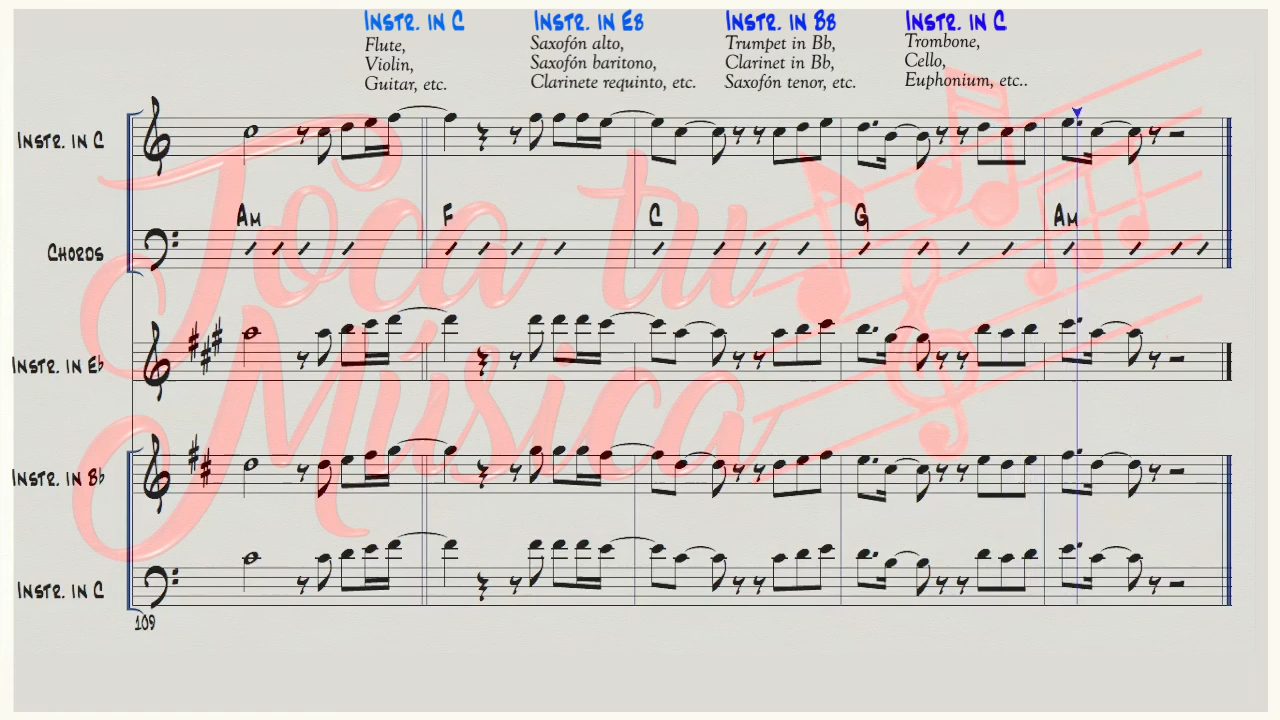 Instr. in C
Flute,
Violin,
Guitar, etc.
Instr. in Eb
Saxofón alto,
Saxofón baritono,
Clarinete requinto, etc.
Instr. in Bb
Trumpet in Bb,
Clarinet in Bb,
Saxofón tenor, etc.
Instr. in C
Trombone,
Cello,
Euphonium, etc..
Instr. in C
Am F C G Am
Chords
Instr. in E♭
Instr. in B♭
Instr. in C
109
Toca tu
Música